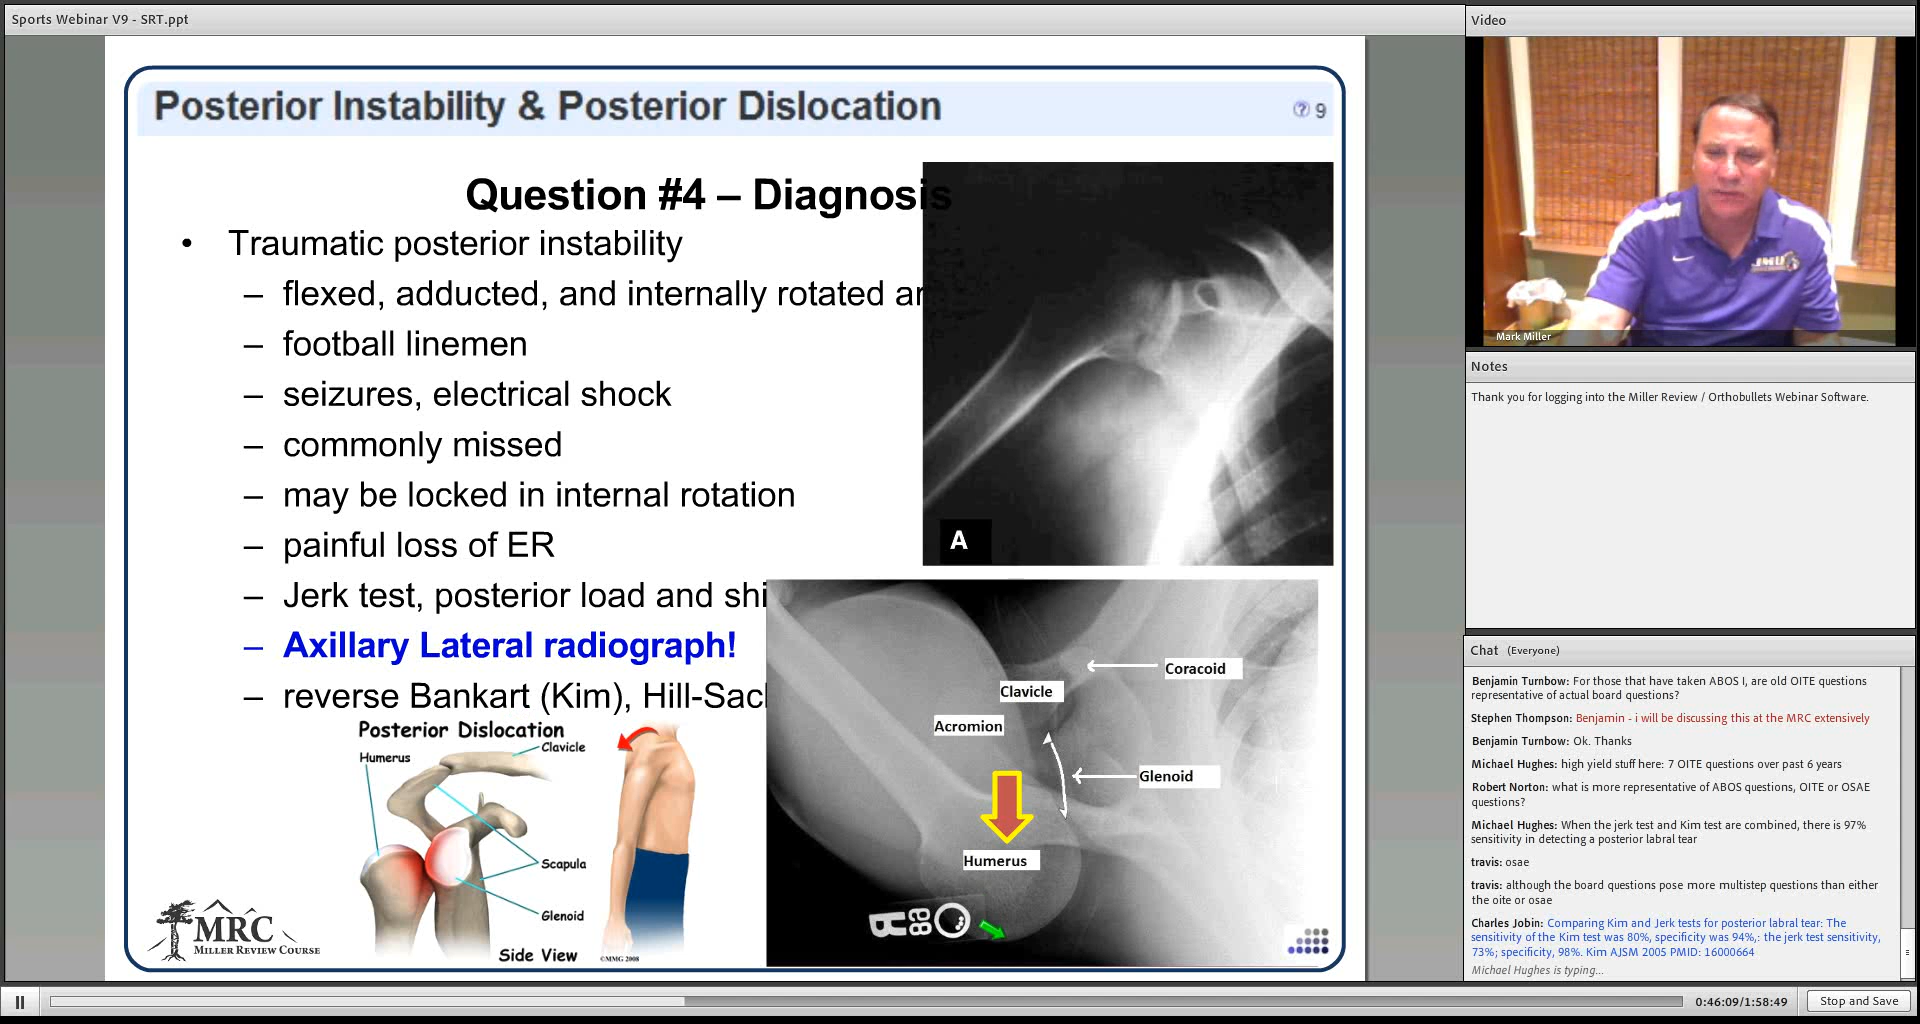 Sports Webinar V9 - SRT.ppt
Posterior Instability & Posterior Dislocation
? 9
Question #4 – Diagnosis
• Traumatic posterior instability
– flexed, adducted, and internally rotated ar
– football linemen
– seizures, electrical shock
– commonly missed
– may be locked in internal rotation
– painful loss of ER
– Jerk test, posterior load and shi
– Axillary Lateral radiograph!
– reverse Bankart (Kim), Hill-Sac
A
Coracoid
Clavicle
Acromion
Glenoid
Humerus
Posterior Dislocation
Clavicle
Humerus
Scapula
Glenoid
Side View
©MMG 2008
MRC
MILLER REVIEW COURSE
Video
Mark Miller
JMU
Notes
Thank you for logging into the Miller Review / Orthobullets Webinar Software.
Chat (Everyone)
Benjamin Turnbow: For those that have taken ABOS I, are old OITE questions
representative of actual board questions?
Stephen Thompson: Benjamin - i will be discussing this at the MRC extensively
Benjamin Turnbow: Ok. Thanks
Michael Hughes: high yield stuff here: 7 OITE questions over past 6 years
Robert Norton: what is more representative of ABOS questions, OITE or OSAE
questions?
Michael Hughes: When the jerk test and Kim test are combined, there is 97%
sensitivity in detecting a posterior labral tear
travis: osae
travis: although the board questions pose more multistep questions than either
the oite or osae
Charles Jobin: Comparing Kim and Jerk tests for posterior labral tear: The
sensitivity of the Kim test was 80%, specificity was 94%,: the jerk test sensitivity,
73%; specificity, 98%. Kim AJSM 2005 PMID: 16000664
Michael Hughes is typing...
0:46:09/1:58:49
Stop and Save